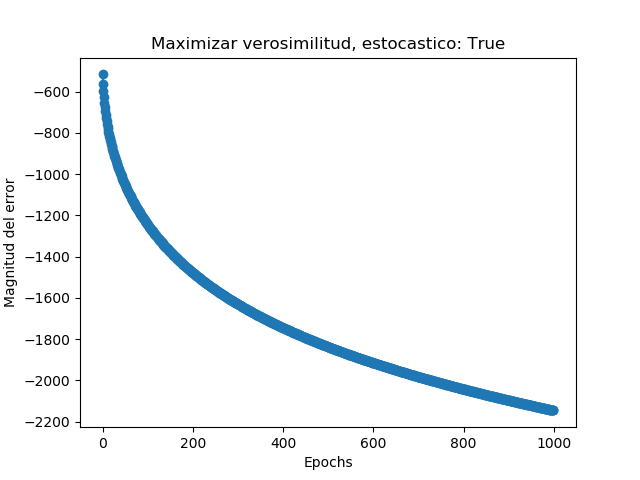 Maximizar verosimilitud, estocastico: True
Magnitud del error
−600
−800
−1000
−1200
−1400
−1600
−1800
−2000
−2200
0 200 400 600 800 1000
Epochs